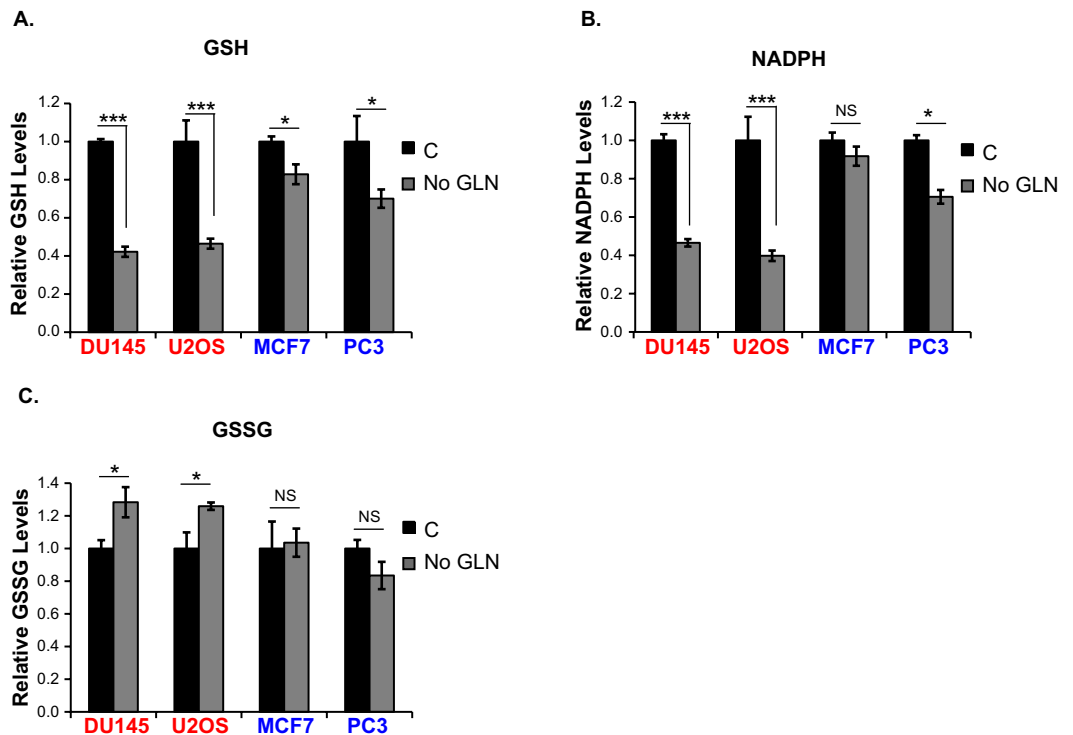 A.
GSH
Relative GSH Levels
1.2
1.0
0.8
0.6
0.4
0.2
0.0
***
***
*
*
C
No GLN
DU145 U2OS MCF7 PC3
B.
NADPH
Relative NADPH Levels
1.2
1.0
0.8
0.6
0.4
0.2
0.0
***
***
NS
*
C
No GLN
DU145 U2OS MCF7 PC3
C.
GSSG
Relative GSSG Levels
1.4
1.2
1.0
0.8
0.6
0.4
0.2
0.0
*
*
NS
NS
C
No GLN
DU145 U2OS MCF7 PC3